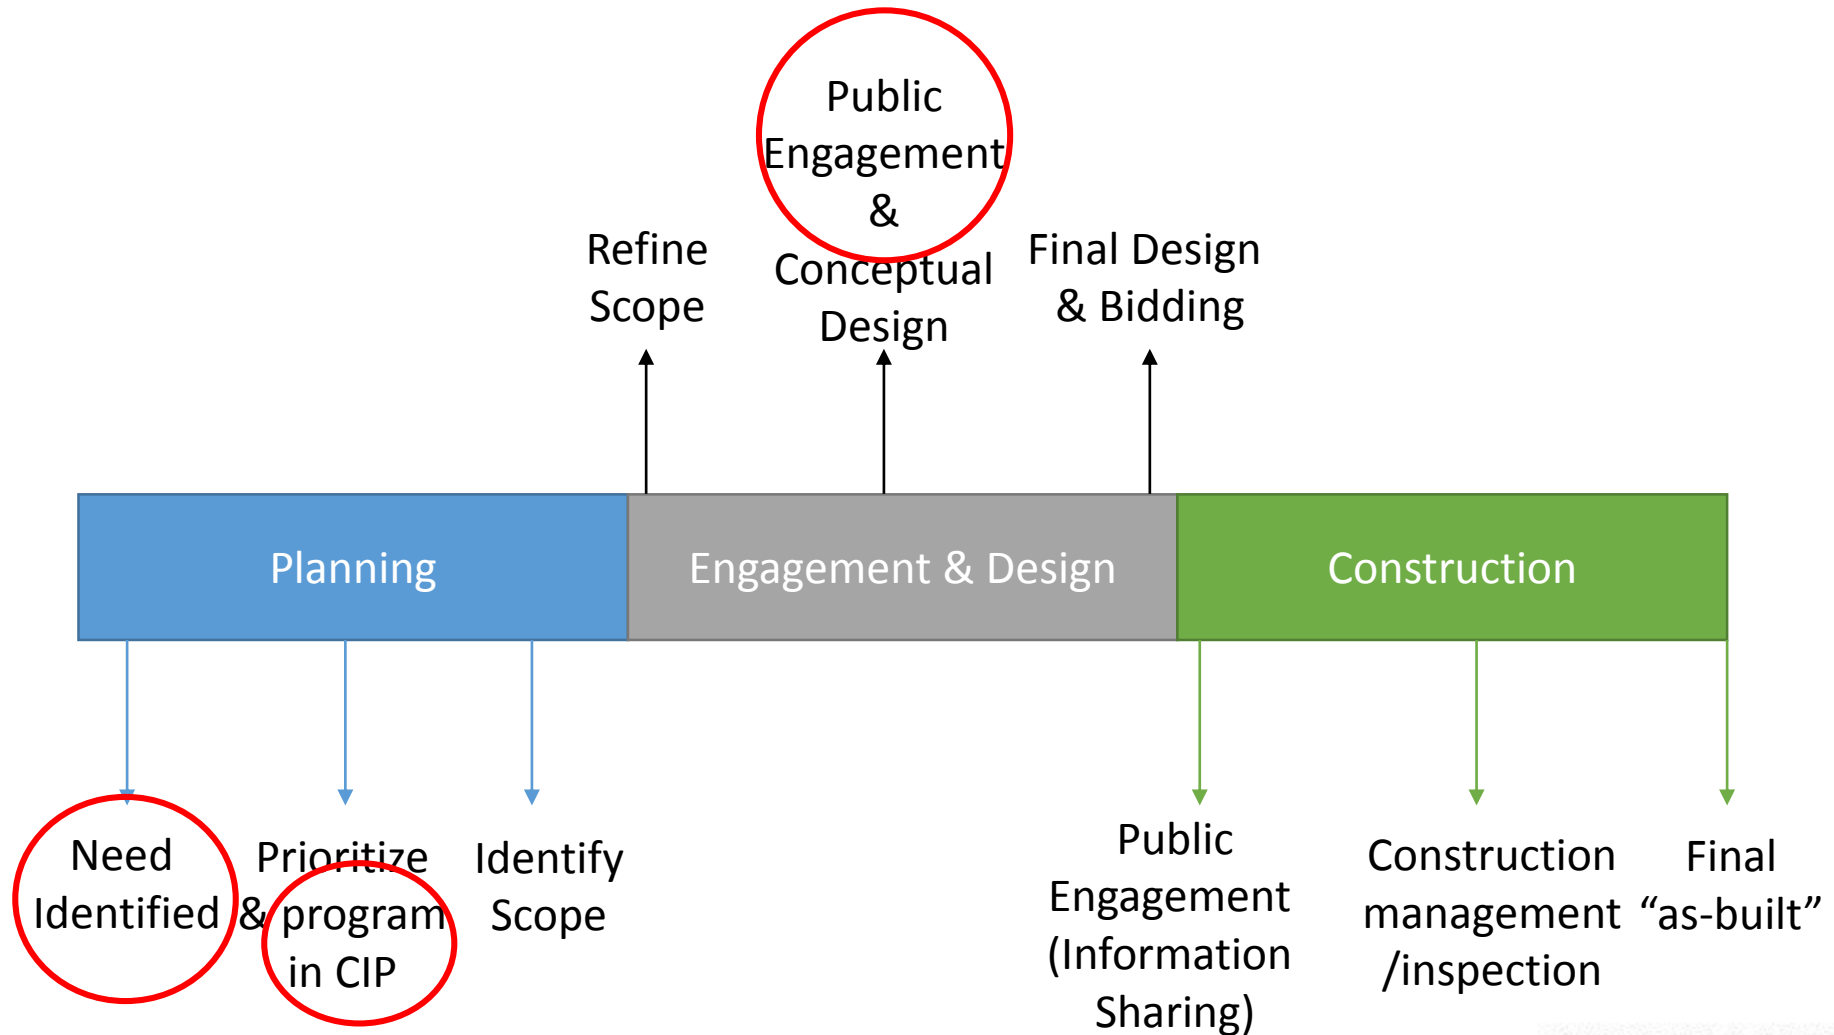 Public
Engagement
&
Conceptual
Design
Refine
Scope
Final Design
& Bidding
Planning
Engagement & Design
Construction
Need
Identified
Prioritize
& program
in CIP
Identify
Scope
Public
Engagement
(Information
Sharing)
Construction
management
/inspection
Final
“as-built”